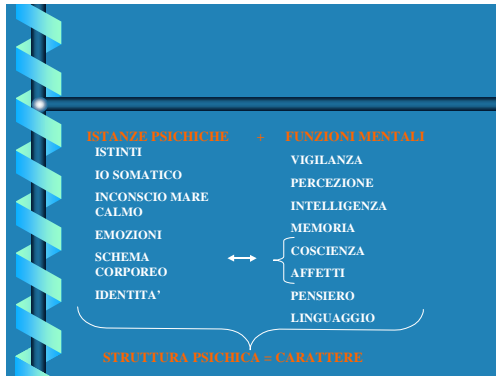 ISTANZE PSICHICHE + FUNZIONI MENTALI
ISTINTI
IO SOMATICO
INCONSCIO MARE
CALMO
EMOZIONI
SCHEMA
CORPOREO
IDENTITA’
VIGILANZA
PERCEZIONE
INTELLIGENZA
MEMORIA
COSCIENZA
AFFETTI
PENSIERO
LINGUAGGIO
STRUTTURA PSICHICA = CARATTERE